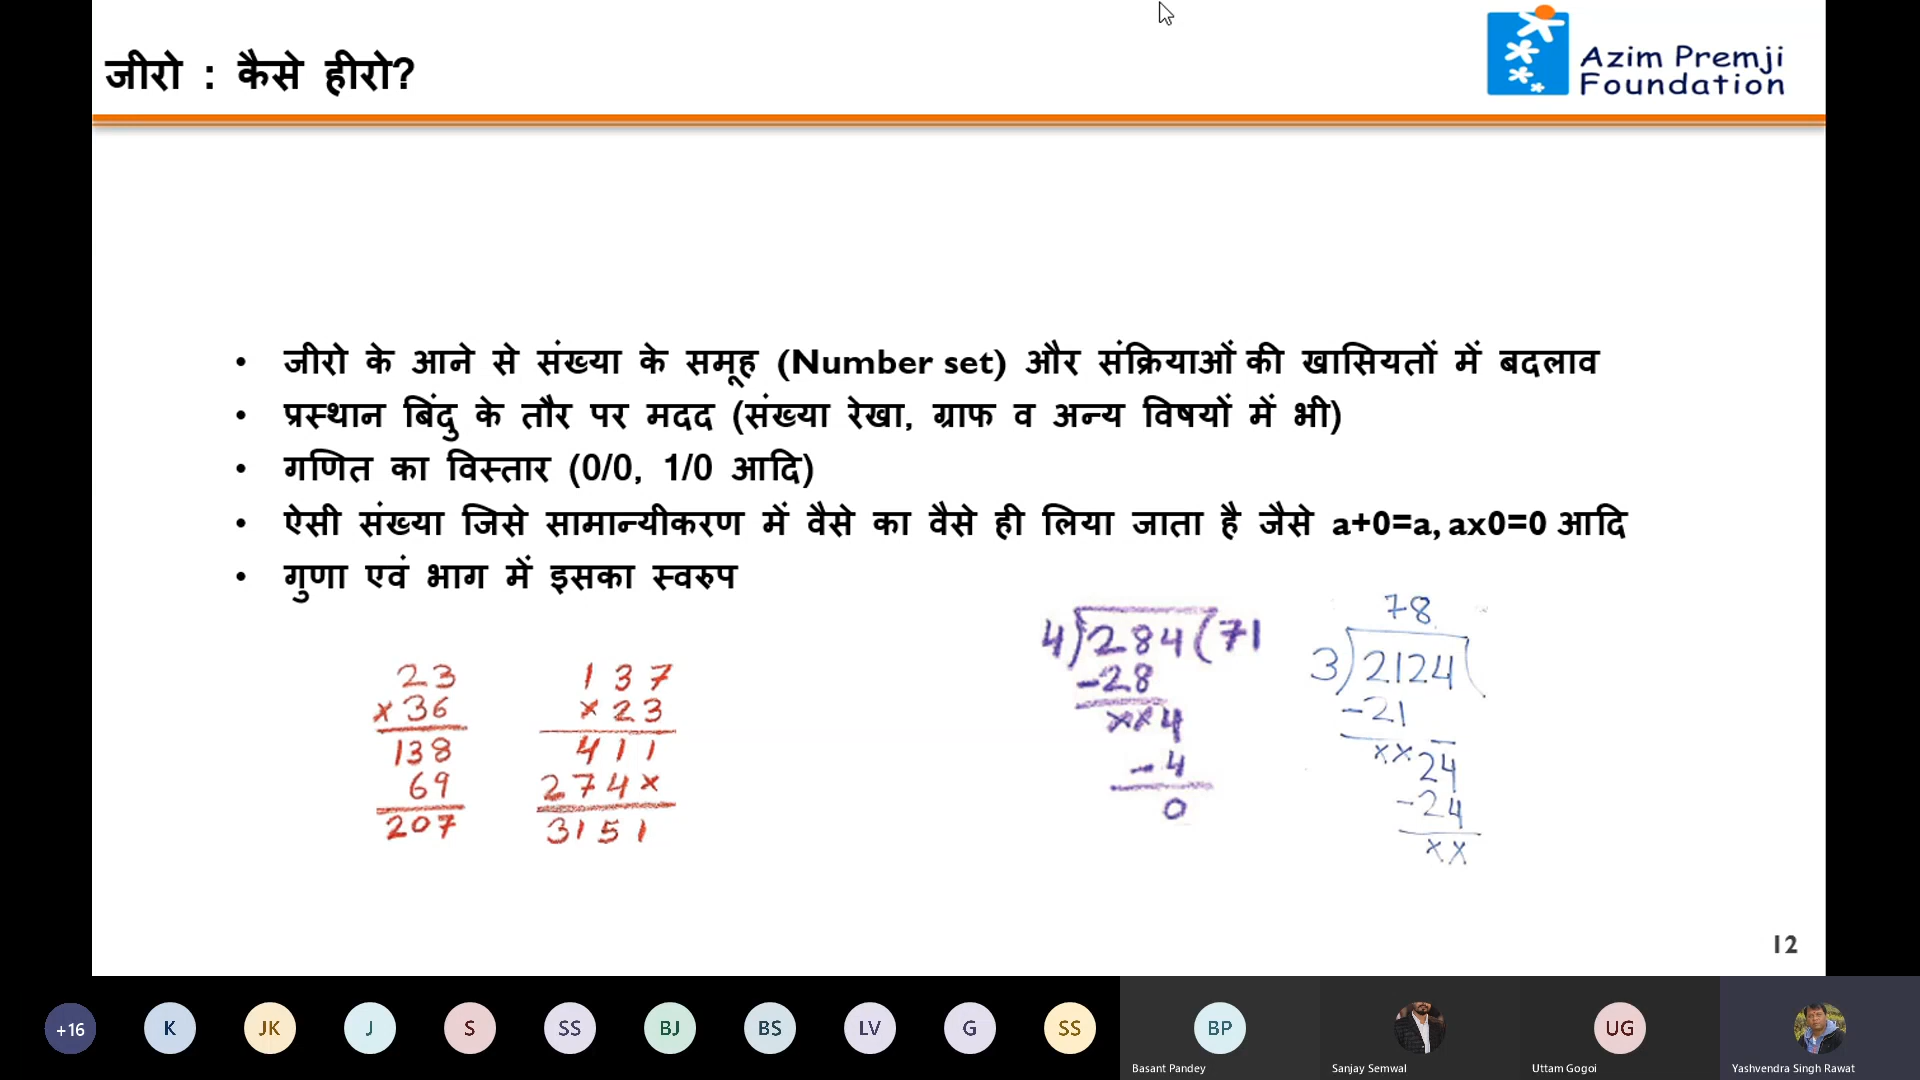 जीरो : कैसे हीरो?
Azim Premji
Foundation
• जीरो के आने से संख्या के समूह (Number set) और संक्रियाओं की खासियतों में बदलाव
• प्रस्थान बिंदु के तौर पर मदद (संख्या रेखा, ग्राफ व अन्य विषयों में भी)
• गणित का विस्तार (0/0, 1/0 आदि)
• ऐसी संख्या जिसे सामान्यीकरण में वैसे का वैसे ही लिया जाता है जैसे a+0=a, ax0=0 आदि
• गुणा एवं भाग में इसका स्वरुप
23
x 36
138
69
207
137
x 23
411
274x
3151
4)284(71
-28
xx4
-4
0
78
3)2124(
-21
xx24
-24
xx
12
+16
K
JK
J
S
SS
BJ
BS
LV
G
SS
BP
Basant Pandey
Sanjay Semwal
UG
Uttam Gogoi
Yashvendra Singh Rawat